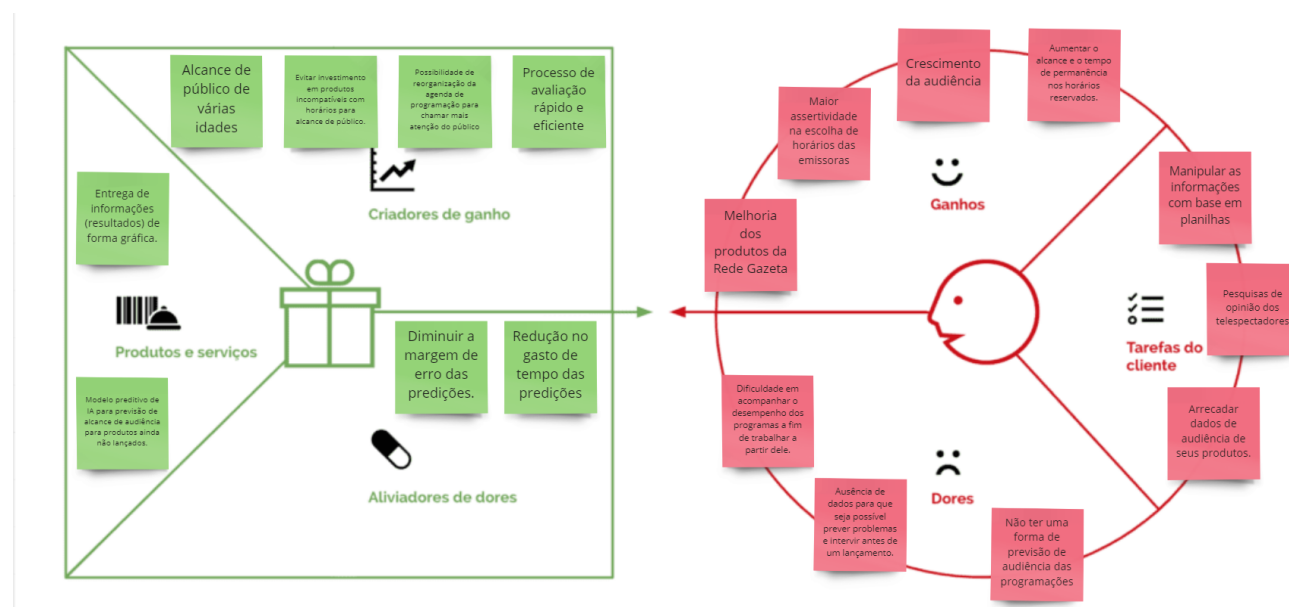 Alcance de
público de
várias
idades
Evitar investimento
em produtos
incompatíveis com
horários para
alcance de público.
Possibilidade de
reorganização da
agenda de
programação para
chamar mais
atenção do público
Processo de
avaliação
rápido e
eficiente
Criadores de ganho
Entrega de
informações
(resultados) de
forma gráfica.
Produtos e serviços
Modelo preditivo de
IA para previsão de
alcance de audiência
para produtos ainda
não lançados.
Diminuir a
margem de
erro das
predições.
Redução no
gasto de
tempo das
predições
Aliviadores de dores
Melhoria
dos
produtos da
Rede Gazeta
Maior
assertividade
na escolha de
horários das
emissoras
Crescimento
da audiência
Aumentar o
alcance e o tempo
de permanência
nos horários
reservados.
Ganhos
Manipular as
informações
com base em
planilhas
Pesquisas de
opinião dos
telespectadores
Tarefas do
cliente
Arrecadar
dados de
audiência de
seus produtos.
Dificuldade em
acompanhar o
desempenho dos
programas a fim
de trabalhar a
partir dele.
Ausência de
dados para que
seja possível
prever problemas
e intervir antes de
um lançamento.
Não ter uma
forma de
previsão de
audiência das
programações
Dores